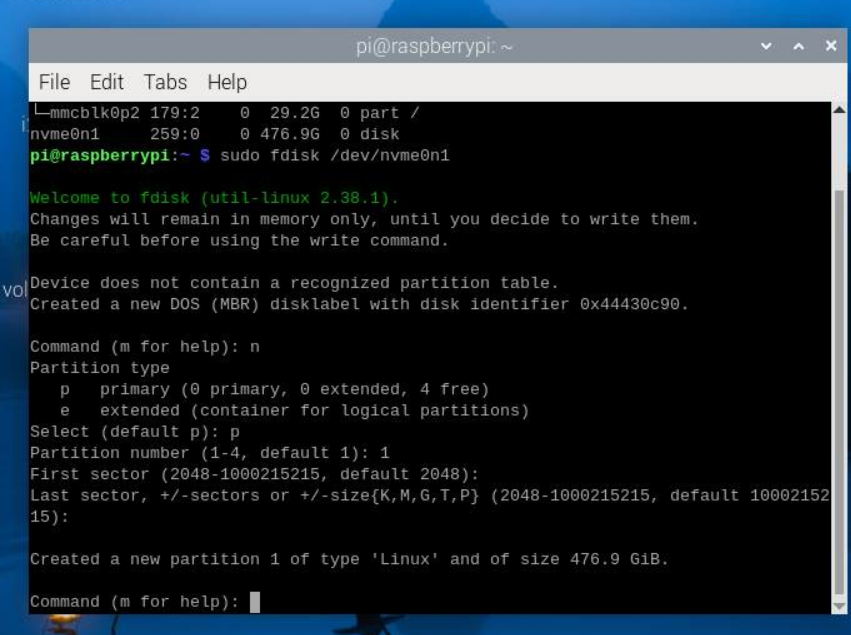 pi@raspberrypi: ~
File Edit Tabs Help
└─mmcblk0p2 179:2    0  29.2G  0 part /
nvme0n1     259:0    0 476.9G  0 disk
pi@raspberrypi:~ $ sudo fdisk /dev/nvme0n1
Welcome to fdisk (util-linux 2.38.1).
Changes will remain in memory only, until you decide to write them.
Be careful before using the write command.
Device does not contain a recognized partition table.
vol
Created a new DOS (MBR) disklabel with disk identifier 0x44430c90.
Command (m for help): n
Partition type
   p   primary (0 primary, 0 extended, 4 free)
   e   extended (container for logical partitions)
Select (default p): p
Partition number (1-4, default 1): 1
First sector (2048-1000215215, default 2048):
Last sector, +/-sectors or +/-size{K,M,G,T,P} (2048-1000215215, default 10002152
15):
Created a new partition 1 of type 'Linux' and of size 476.9 GiB.
Command (m for help):